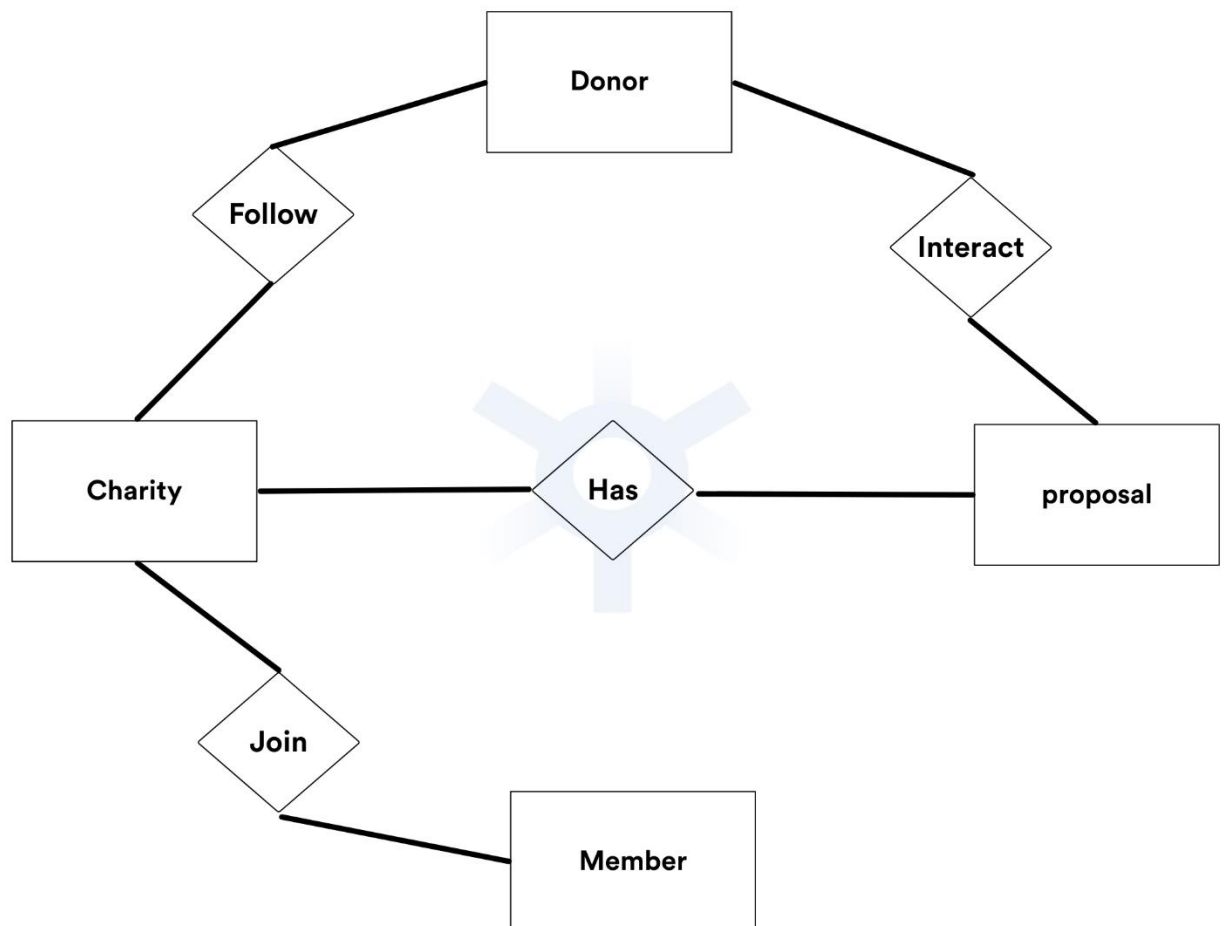 Donor
Follow
Interact
Charity
Has
proposal
Join
Member